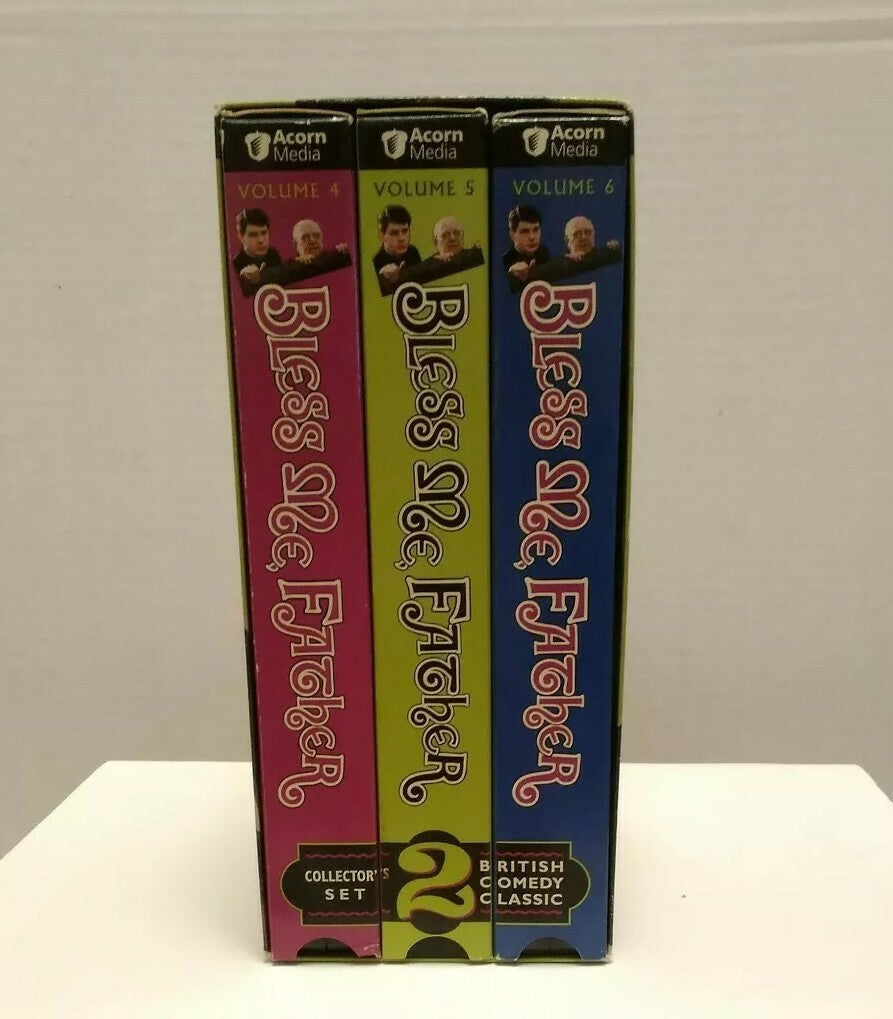 Acorn
Media
VOLUME 4
BLESS ME, FATHER
Acorn
Media
VOLUME 5
BLESS ME, FATHER
Acorn
Media
VOLUME 6
BLESS ME, FATHER
COLLECTOR'S
SET
2
BRITISH
COMEDY
CLASSIC